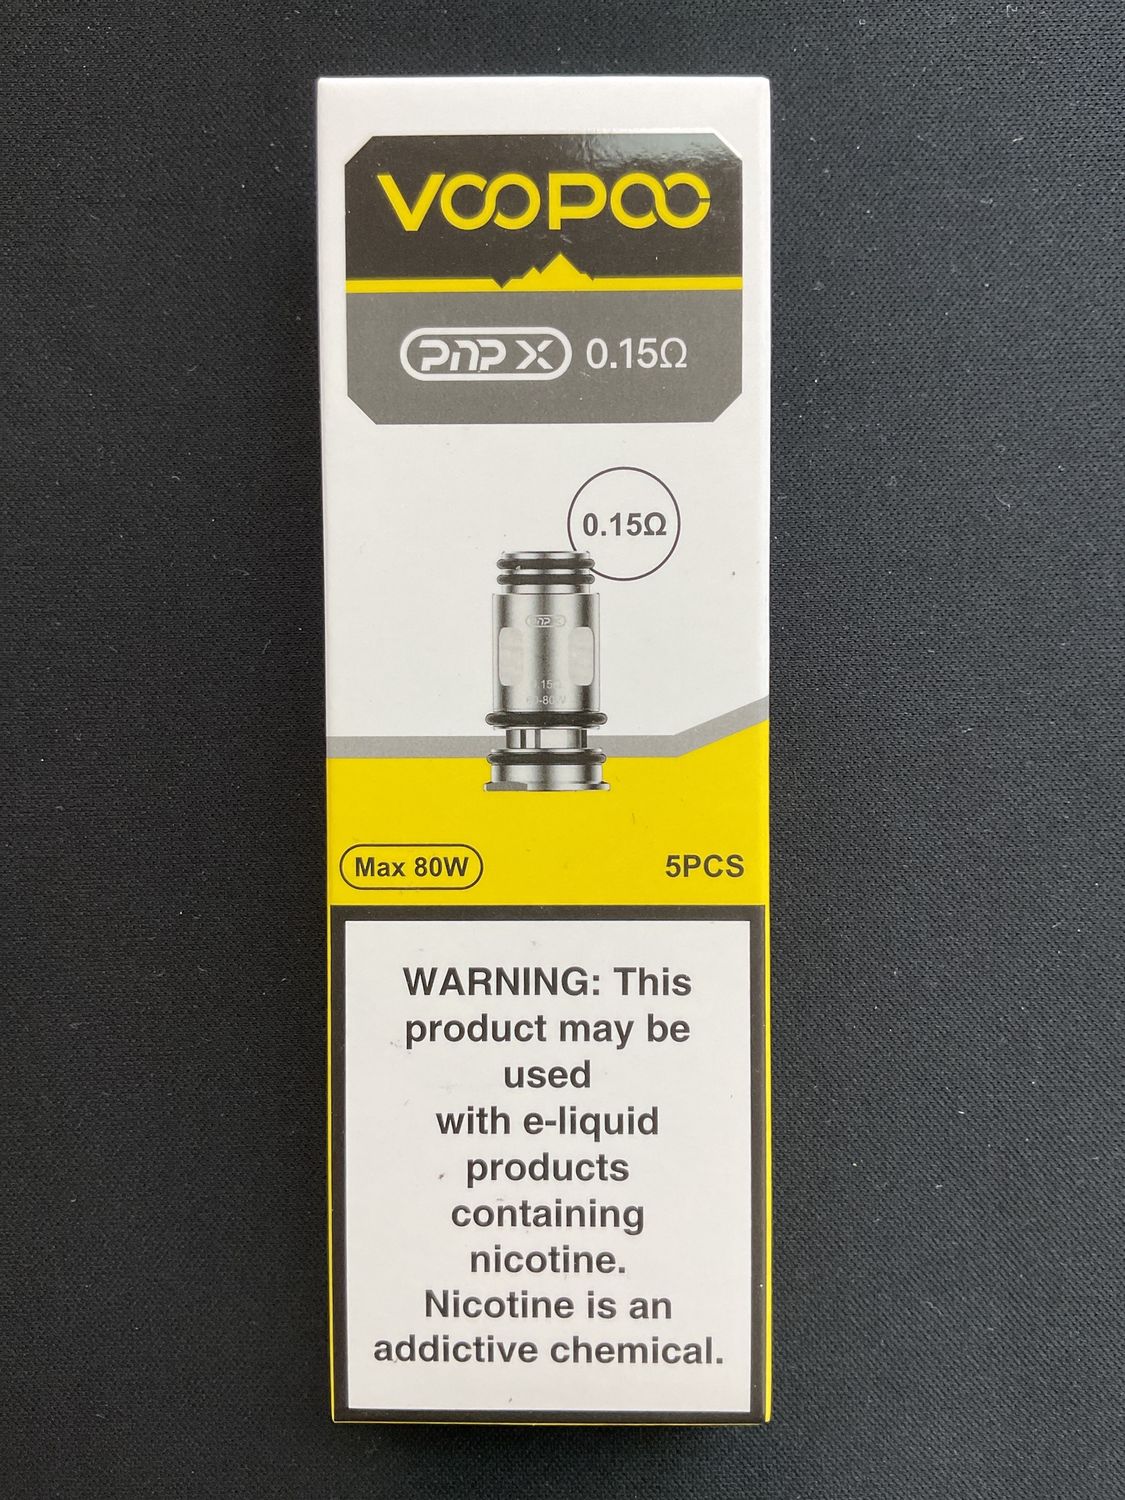 VOOPOO
PnP X 0.15Ω
0.15Ω
PnP X
Max 80W
5PCS
WARNING: This
product may be
used
with e-liquid
products
containing
nicotine.
Nicotine is an
addictive chemical.